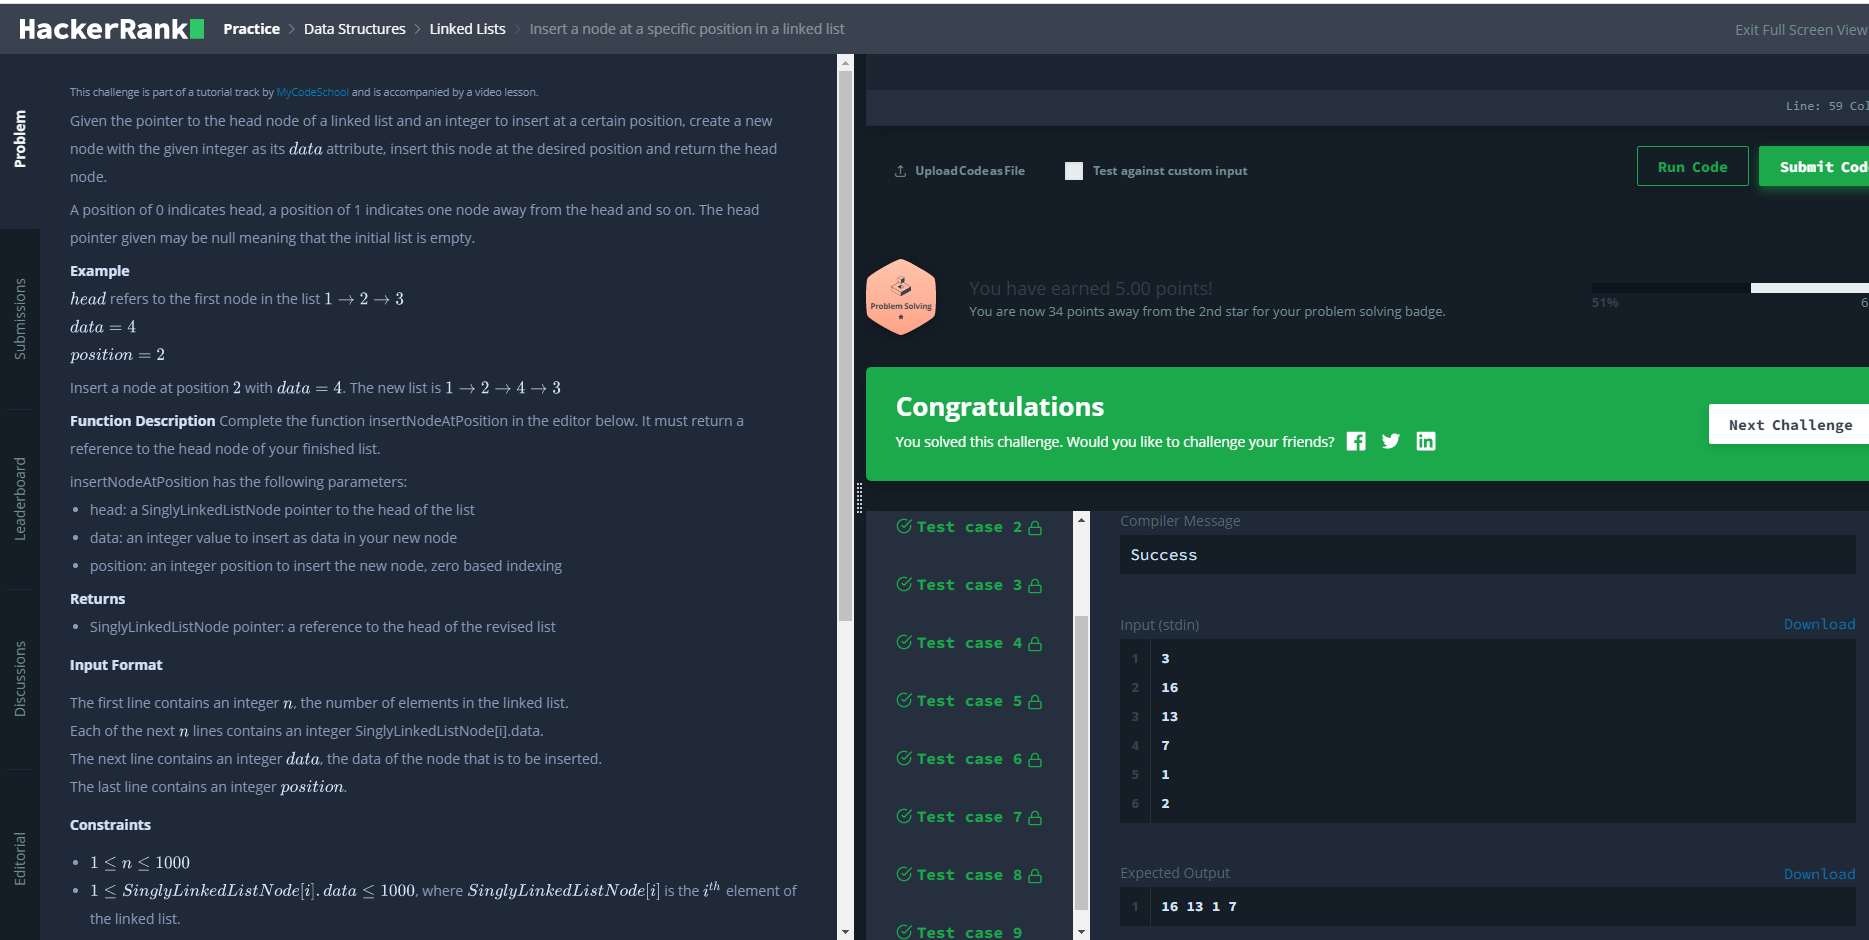 HackerRank
Practice > Data Structures > Linked Lists > Insert a node at a specific position in a linked list
Exit Full Screen View
Problem
Submissions
Leaderboard
Discussions
Editorial
This challenge is part of a tutorial track by MyCodeSchool and is accompanied by a video lesson.
Given the pointer to the head node of a linked list and an integer to insert at a certain position, create a new
node with the given integer as its data attribute, insert this node at the desired position and return the head
node.
A position of 0 indicates head, a position of 1 indicates one node away from the head and so on. The head
pointer given may be null meaning that the initial list is empty.
Example
head refers to the first node in the list 1 → 2 → 3
data = 4
position = 2
Insert a node at position 2 with data = 4. The new list is 1 → 2 → 4 → 3
Function Description Complete the function insertNodeAtPosition in the editor below. It must return a
reference to the head node of your finished list.
insertNodeAtPosition has the following parameters:
• head: a SinglyLinkedListNode pointer to the head of the list
• data: an integer value to insert as data in your new node
• position: an integer position to insert the new node, zero based indexing
Returns
• SinglyLinkedListNode pointer: a reference to the head of the revised list
Input Format
The first line contains an integer n, the number of elements in the linked list.
Each of the next n lines contains an integer SinglyLinkedListNode[i].data.
The next line contains an integer data, the data of the node that is to be inserted.
The last line contains an integer position.
Constraints
• 1 ≤ n ≤ 1000
• 1 ≤ SinglyLinkedListNode[i].data ≤ 1000, where SinglyLinkedListNode[i] is the iᵗʰ element of
the linked list.
Line: 59 Col
Upload Code as File
Test against custom input
Run Code
Submit Cod
Problem Solving
You have earned 5.00 points!
You are now 34 points away from the 2nd star for your problem solving badge.
51%
6
Congratulations
You solved this challenge. Would you like to challenge your friends?
Next Challenge
Test case 2
Test case 3
Test case 4
Test case 5
Test case 6
Test case 7
Test case 8
Test case 9
Compiler Message
Success
Input (stdin)
Download
1 3
2 16
3 13
4 7
5 1
6 2
Expected Output
Download
1 16 13 1 7